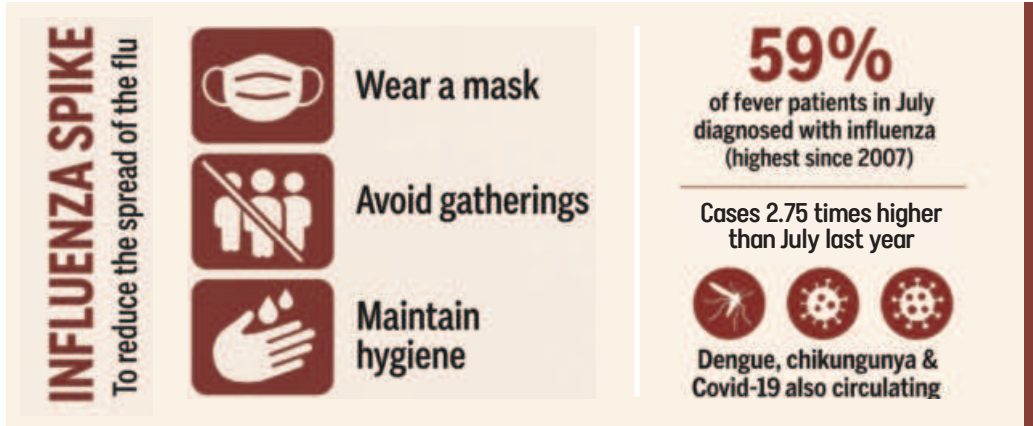 INFLUENZA SPIKE
To reduce the spread of the flu
Wear a mask
Avoid gatherings
Maintain
hygiene
59%
of fever patients in July
diagnosed with influenza
(highest since 2007)
Cases 2.75 times higher
than July last year
Dengue, chikungunya &
Covid-19 also circulating